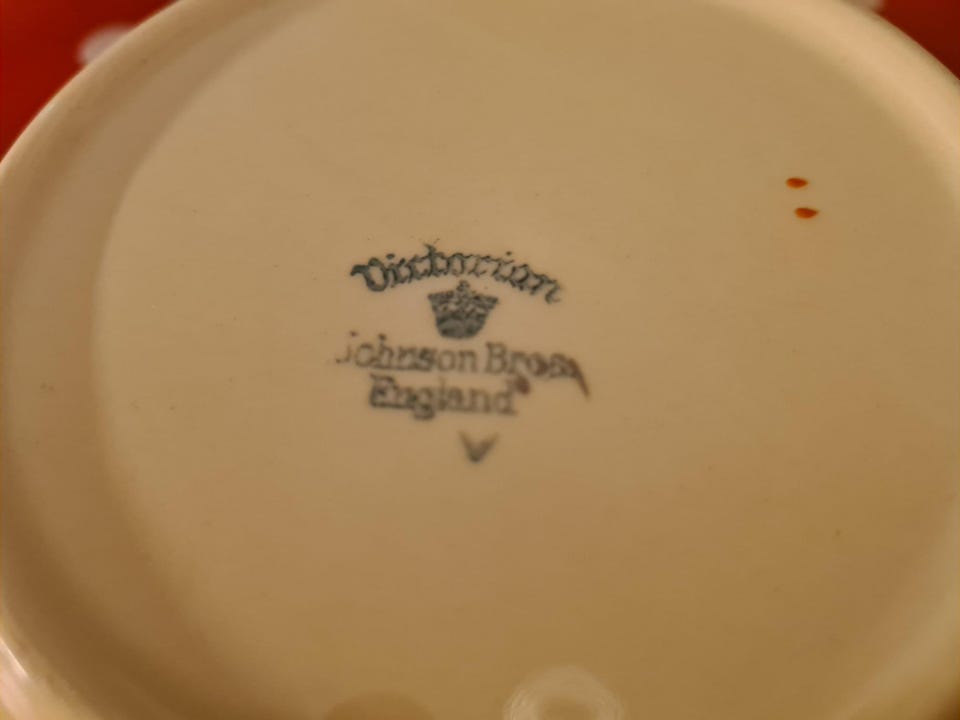 Victorian
Johnson Bros
England
V